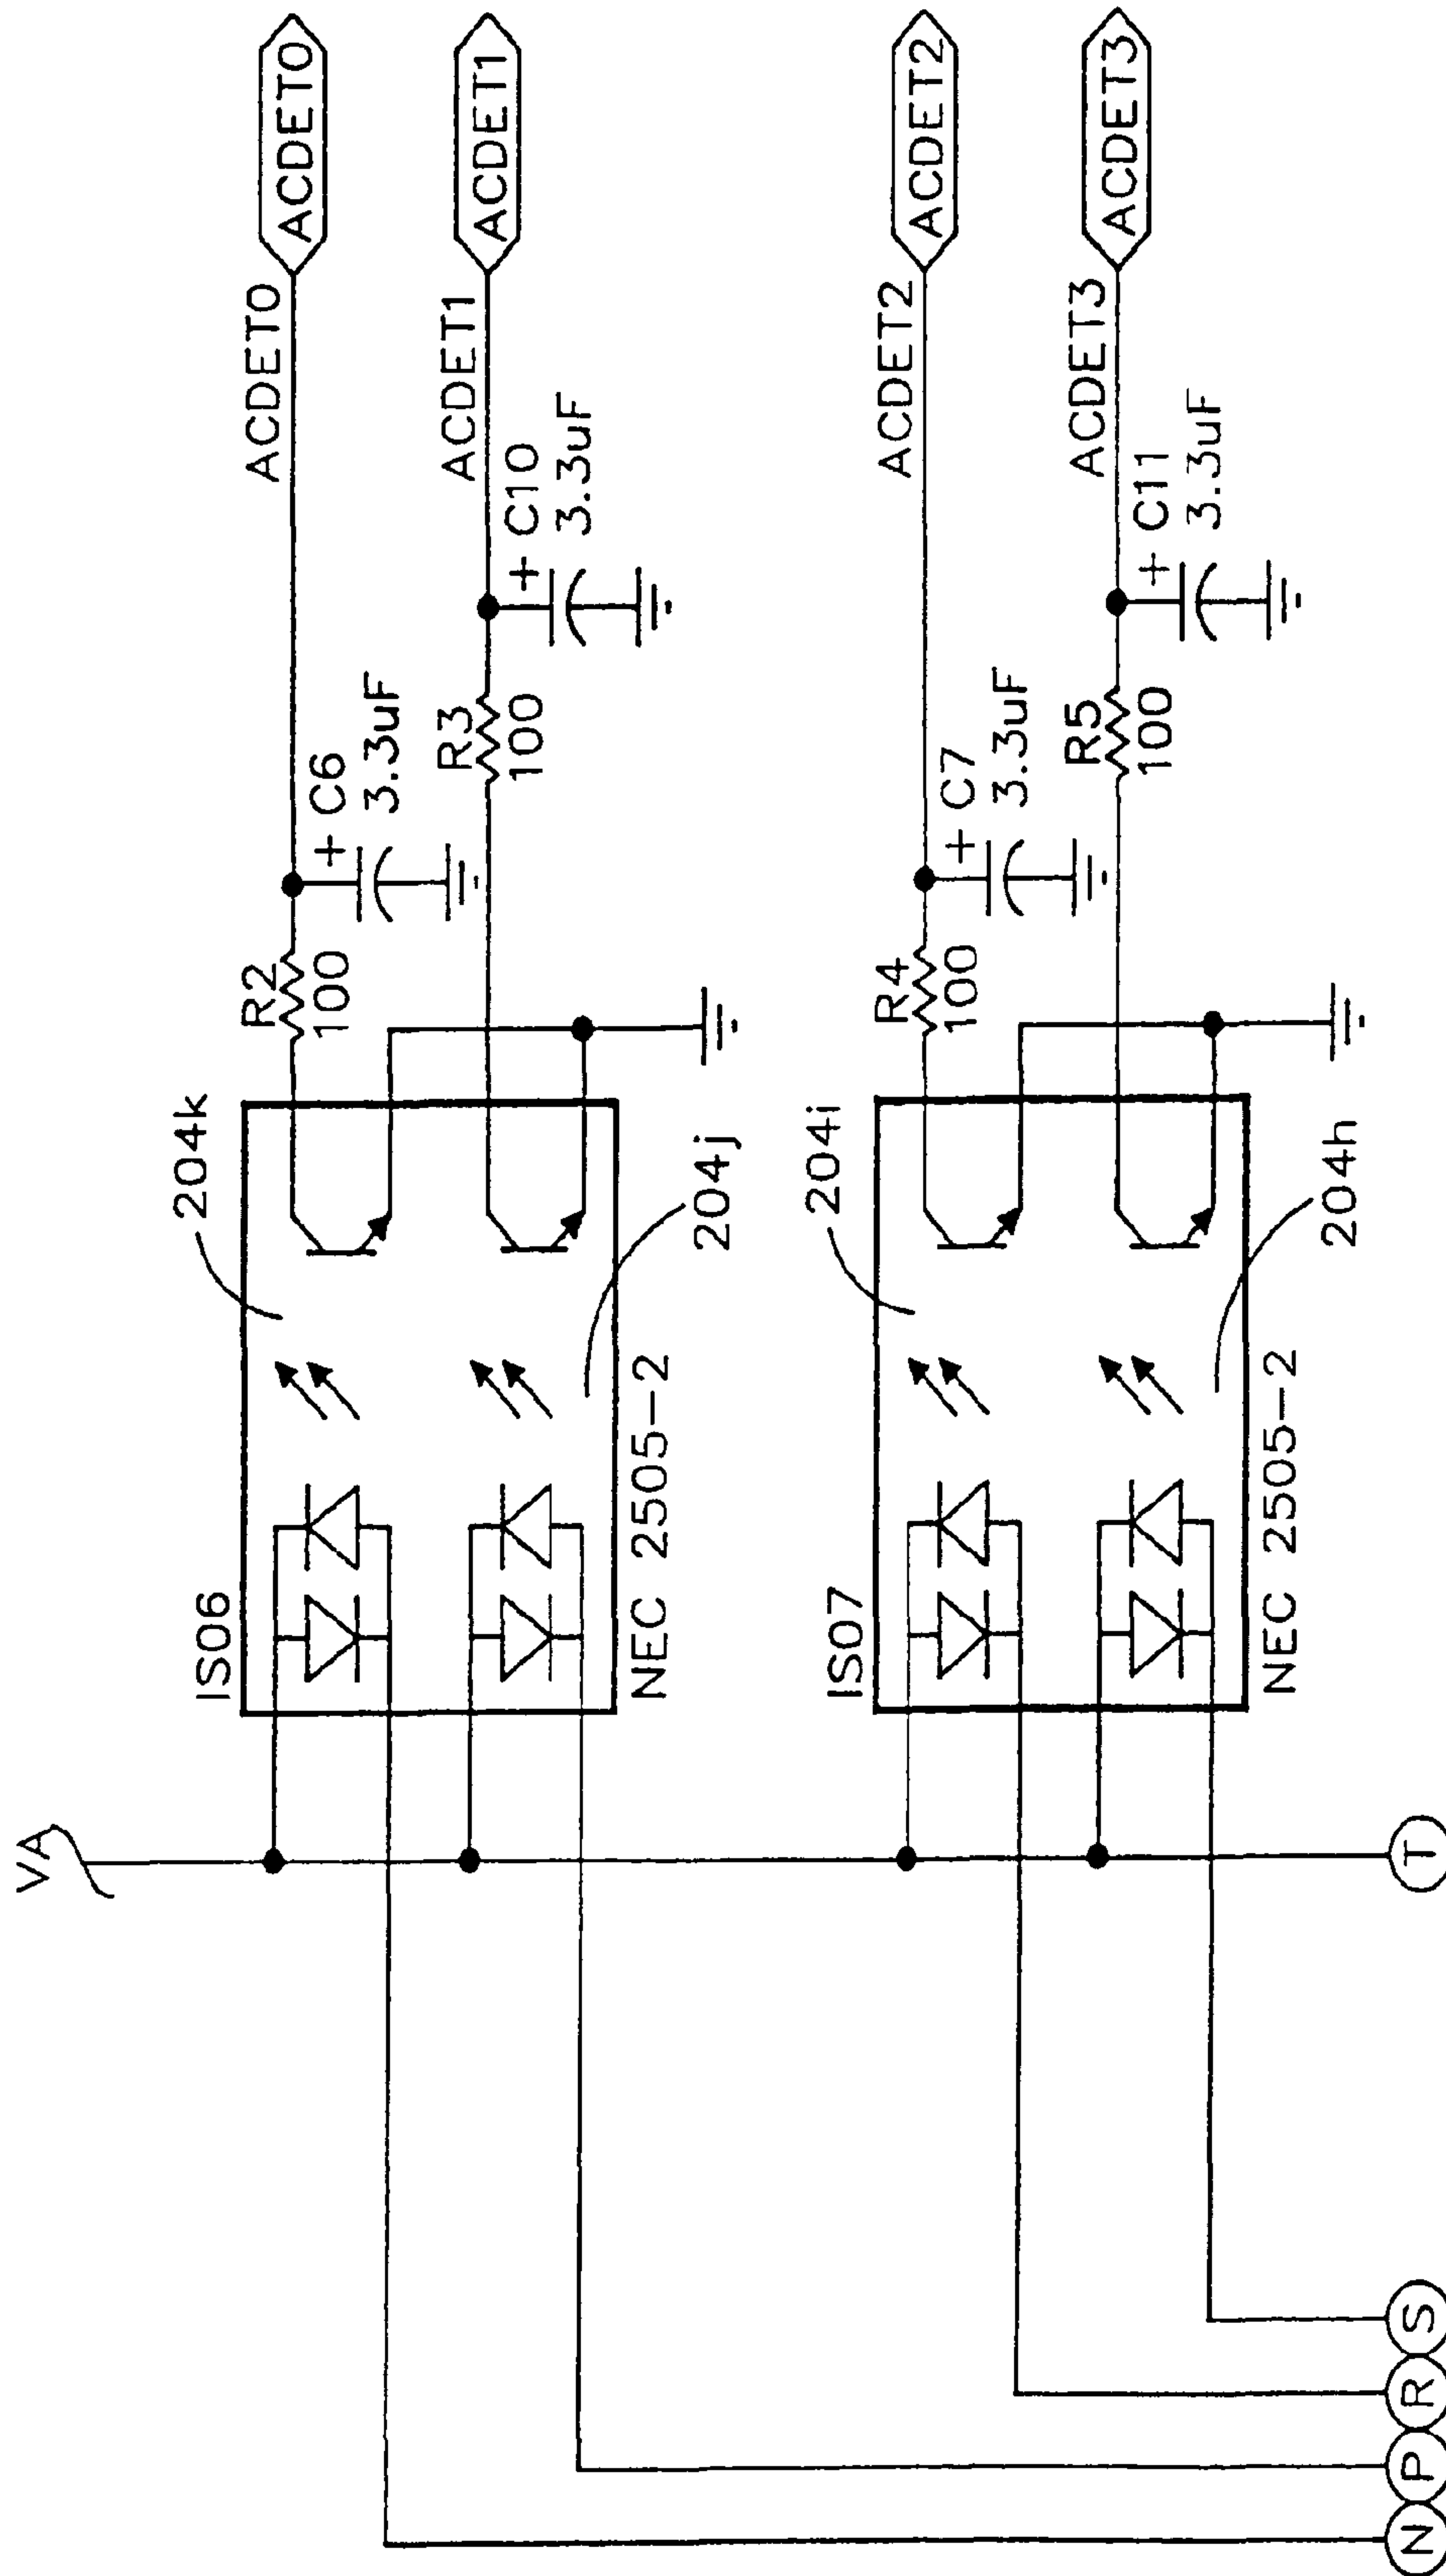 VA
ISO6
204k
R2
100
ACDET0
ACDET0
+ C6
3.3uF
R3
100
ACDET1
ACDET1
+ C10
3.3uF
NEC 2505-2
204j
ISO7
204i
R4
100
ACDET2
ACDET2
+ C7
3.3uF
R5
100
ACDET3
ACDET3
+ C11
3.3uF
NEC 2505-2
204h
N P R S T